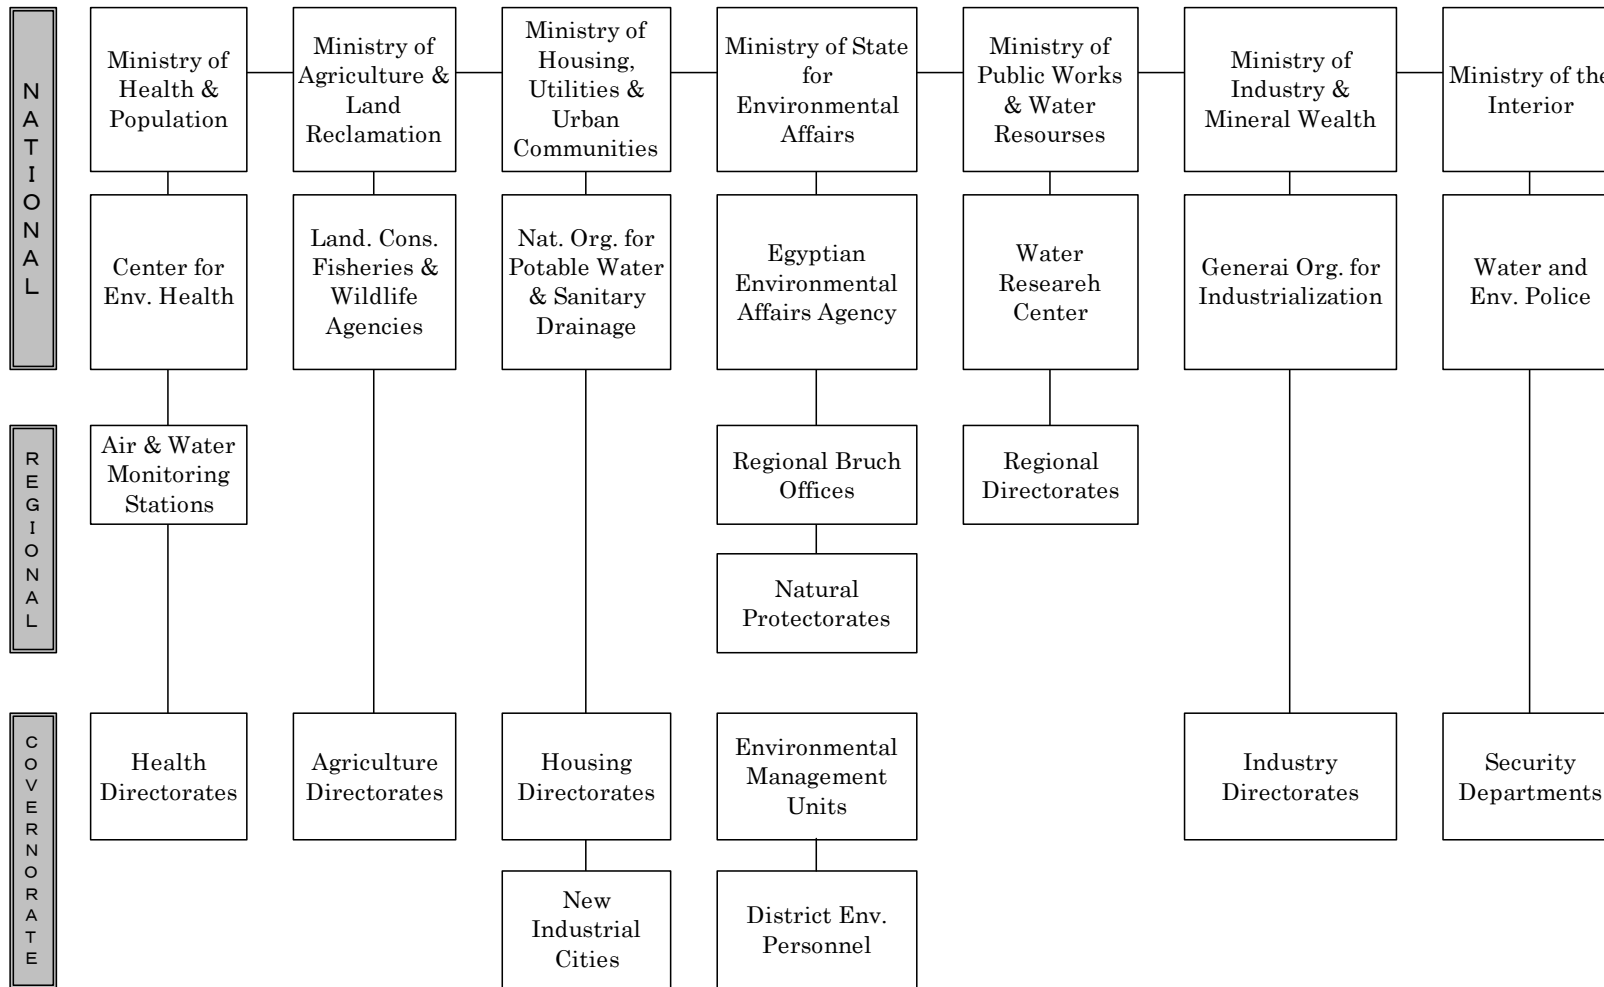 NATIONAL
Ministry of
Health &
Population
Ministry of
Agriculture &
Land
Reclamation
Ministry of
Housing,
Utilities &
Urban
Communities
Ministry of State
for
Environmental
Affairs
Ministry of
Public Works
& Water
Resourses
Ministry of
Industry &
Mineral Wealth
Ministry of the
Interior
Center for
Env. Health
Land. Cons.
Fisheries &
Wildlife
Agencies
Nat. Org. for
Potable Water
& Sanitary
Drainage
Egyptian
Environmental
Affairs Agency
Water
Researeh
Center
Generai Org. for
Industrialization
Water and
Env. Police
REGIONAL
Air & Water
Monitoring
Stations
Regional Bruch
Offices
Regional
Directorates
Natural
Protectorates
COVERNORATE
Health
Directorates
Agriculture
Directorates
Housing
Directorates
Environmental
Management
Units
Industry
Directorates
Security
Departments
New
Industrial
Cities
District Env.
Personnel